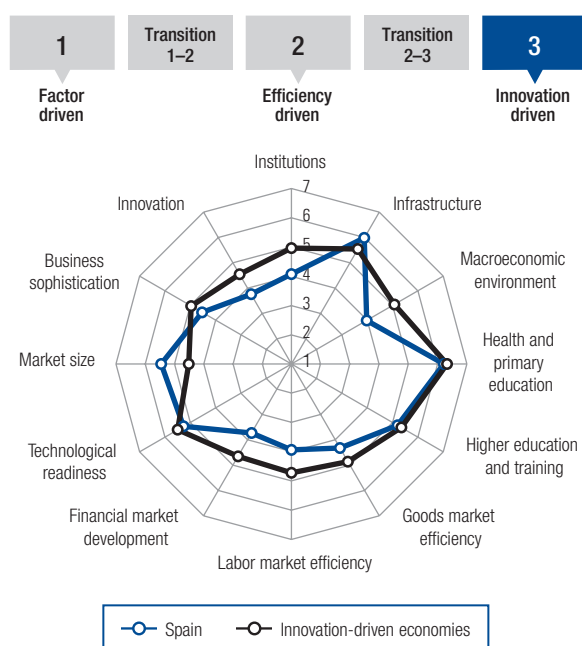 1
Transition
1–2
2
Transition
2–3
3
Factor
driven
Efficiency
driven
Innovation
driven
Institutions
7
Innovation
Infrastructure
6
5
Business
sophistication
Macroeconomic
environment
4
3
2
Market size
1
Health and
primary
education
Technological
readiness
Higher education
and training
Financial market
development
Goods market
efficiency
Labor market efficiency
Spain
Innovation-driven economies